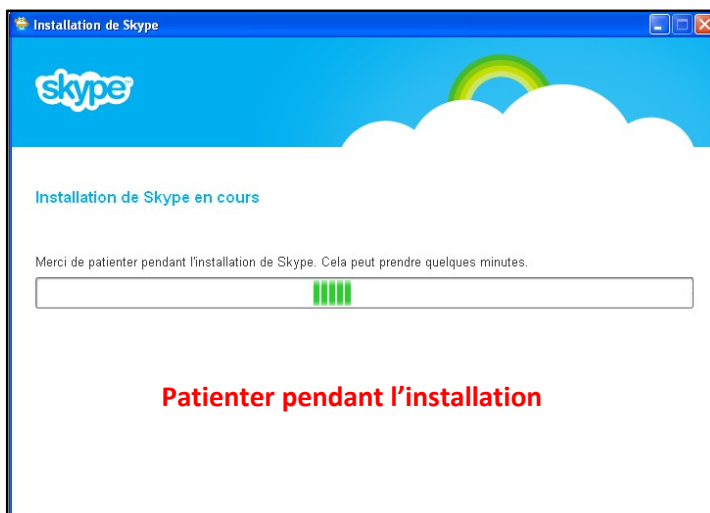 Installation de Skype
skype
Installation de Skype en cours
Merci de patienter pendant l'installation de Skype. Cela peut prendre quelques minutes.
Patienter pendant l’installation